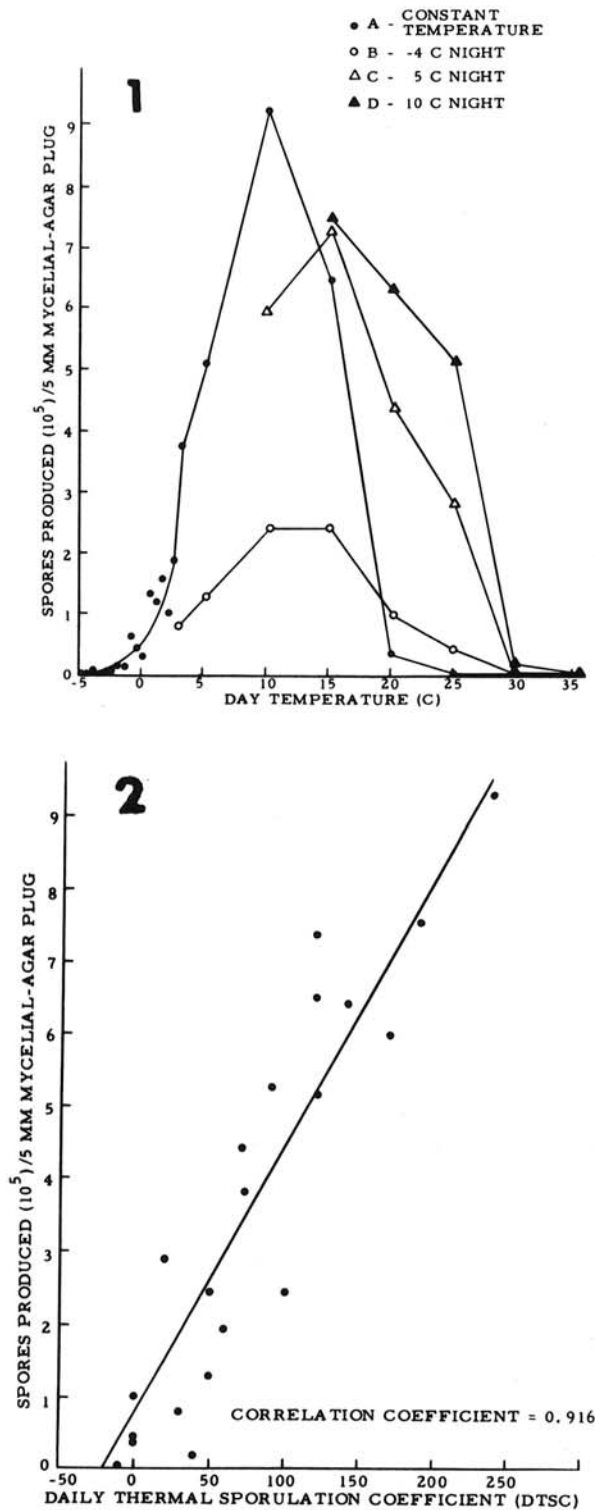 1
A - CONSTANT TEMPERATURE
B - -4 C NIGHT
C - 5 C NIGHT
D - 10 C NIGHT
SPORES PRODUCED (10⁵)/5 MM MYCELIAL-AGAR PLUG
9
8
7
6
5
4
3
2
1
0
-5 0 5 10 15 20 25 30 35
DAY TEMPERATURE (C)
2
SPORES PRODUCED (10⁵)/5 MM MYCELIAL-AGAR PLUG
9
8
7
6
5
4
3
2
1
0
CORRELATION COEFFICIENT = 0.916
-50 0 50 100 150 200 250
DAILY THERMAL SPORULATION COEFFICIENT (DTSC)